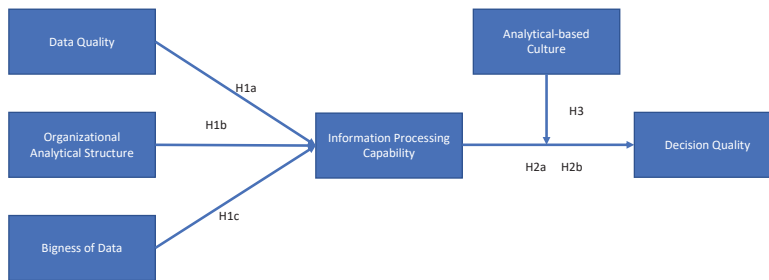 Data Quality
Analytical-based
Culture
H1a
H3
H1b
Organizational
Analytical Structure
Information Processing
Capability
Decision Quality
H2a H2b
H1c
Bigness of Data